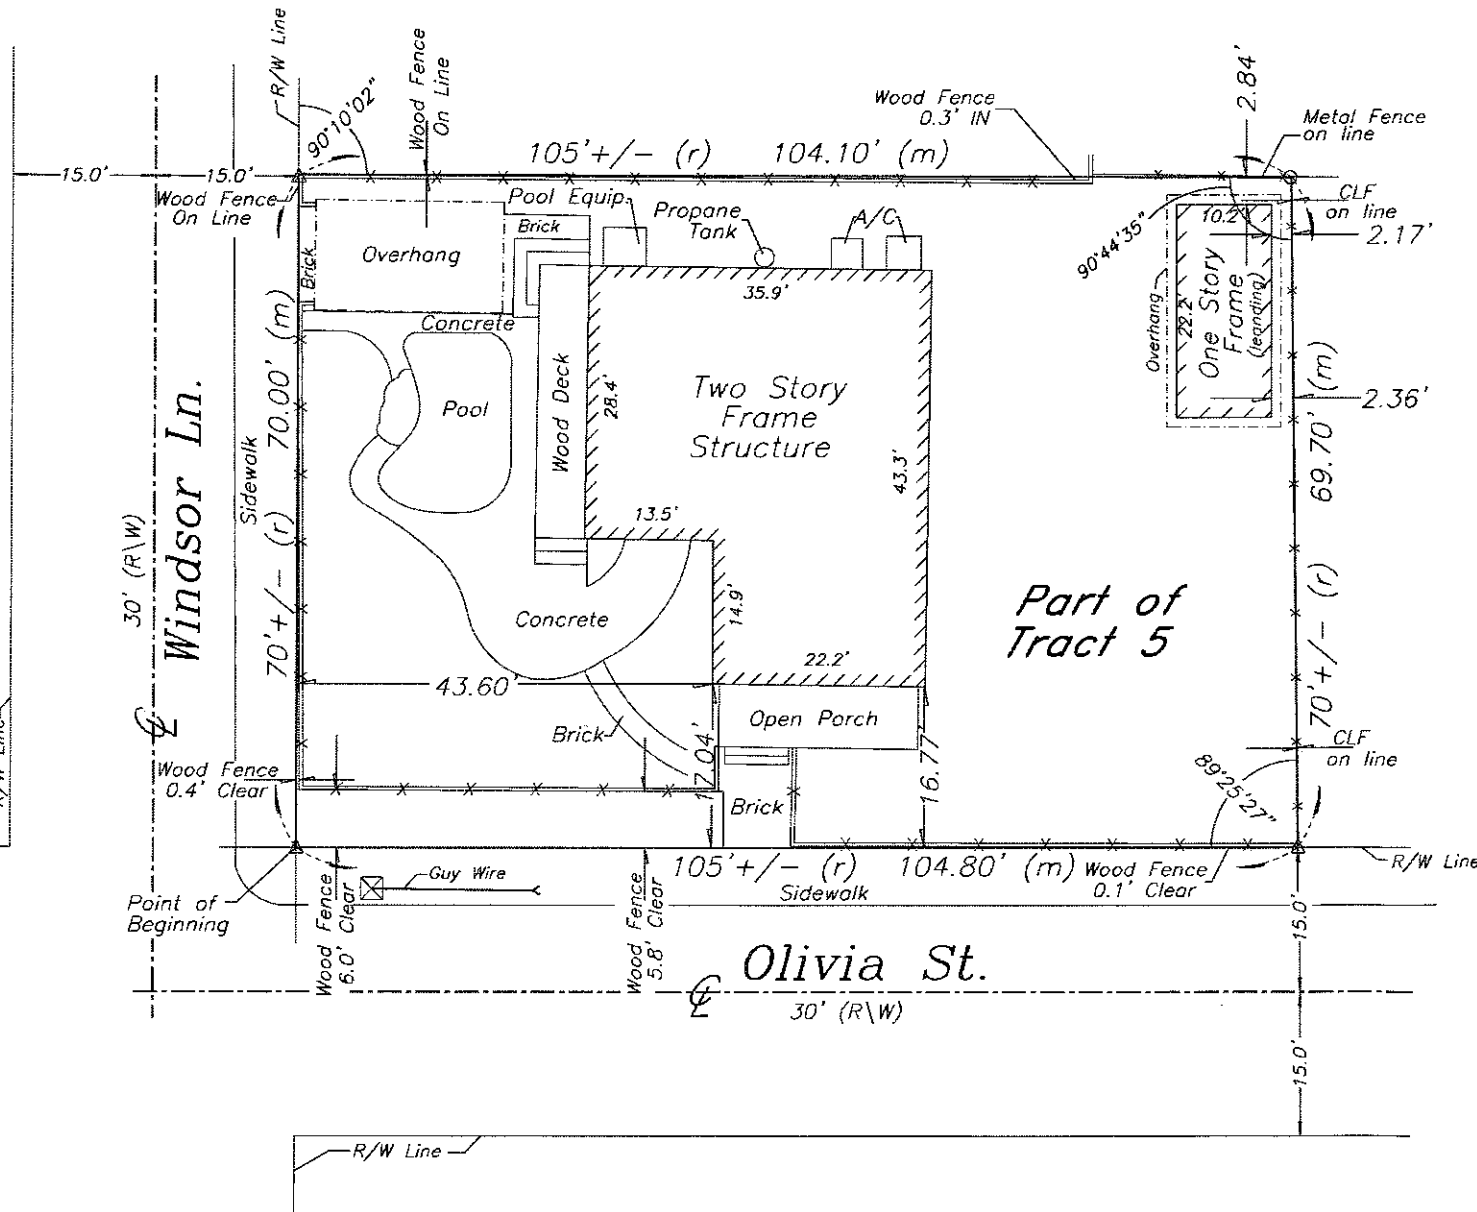 R/W Line
90°10'02"
Wood Fence
On Line
Wood Fence
0.3' IN
2.84'
Metal Fence
on line
15.0'
15.0'
105'+/- (r)
104.10' (m)
Wood Fence
On Line
Pool Equip.
Propane
Tank
A/C
CLF
on line
10.2'
2.17'
90°44'35"
Brick
Brick
Overhang
35.9'
Overhang
22.2'
One Story
Frame
(leanding)
Concrete
Pool
Wood Deck
28.4'
Two Story
Frame
Structure
43.3'
2.36'
69.70' (m)
70'+/- (r)
70.00' (m)
70'+/- (r)
Sidewalk
Windsor Ln.
30' (R\W)
13.5'
14.9'
Concrete
22.2'
Part of
Tract 5
43.60'
Open Porch
Brick
17.04'
16.77'
CLF
on line
89°25'27"
R/W Line
Wood Fence
0.4' Clear
Brick
105'+/- (r)
104.80' (m)
Wood Fence
0.1' Clear
R/W Line
Guy Wire
Sidewalk
Point of
Beginning
Wood Fence
6.0' Clear
Wood Fence
5.8' Clear
15.0'
Olivia St.
30' (R\W)
15.0'
R/W Line